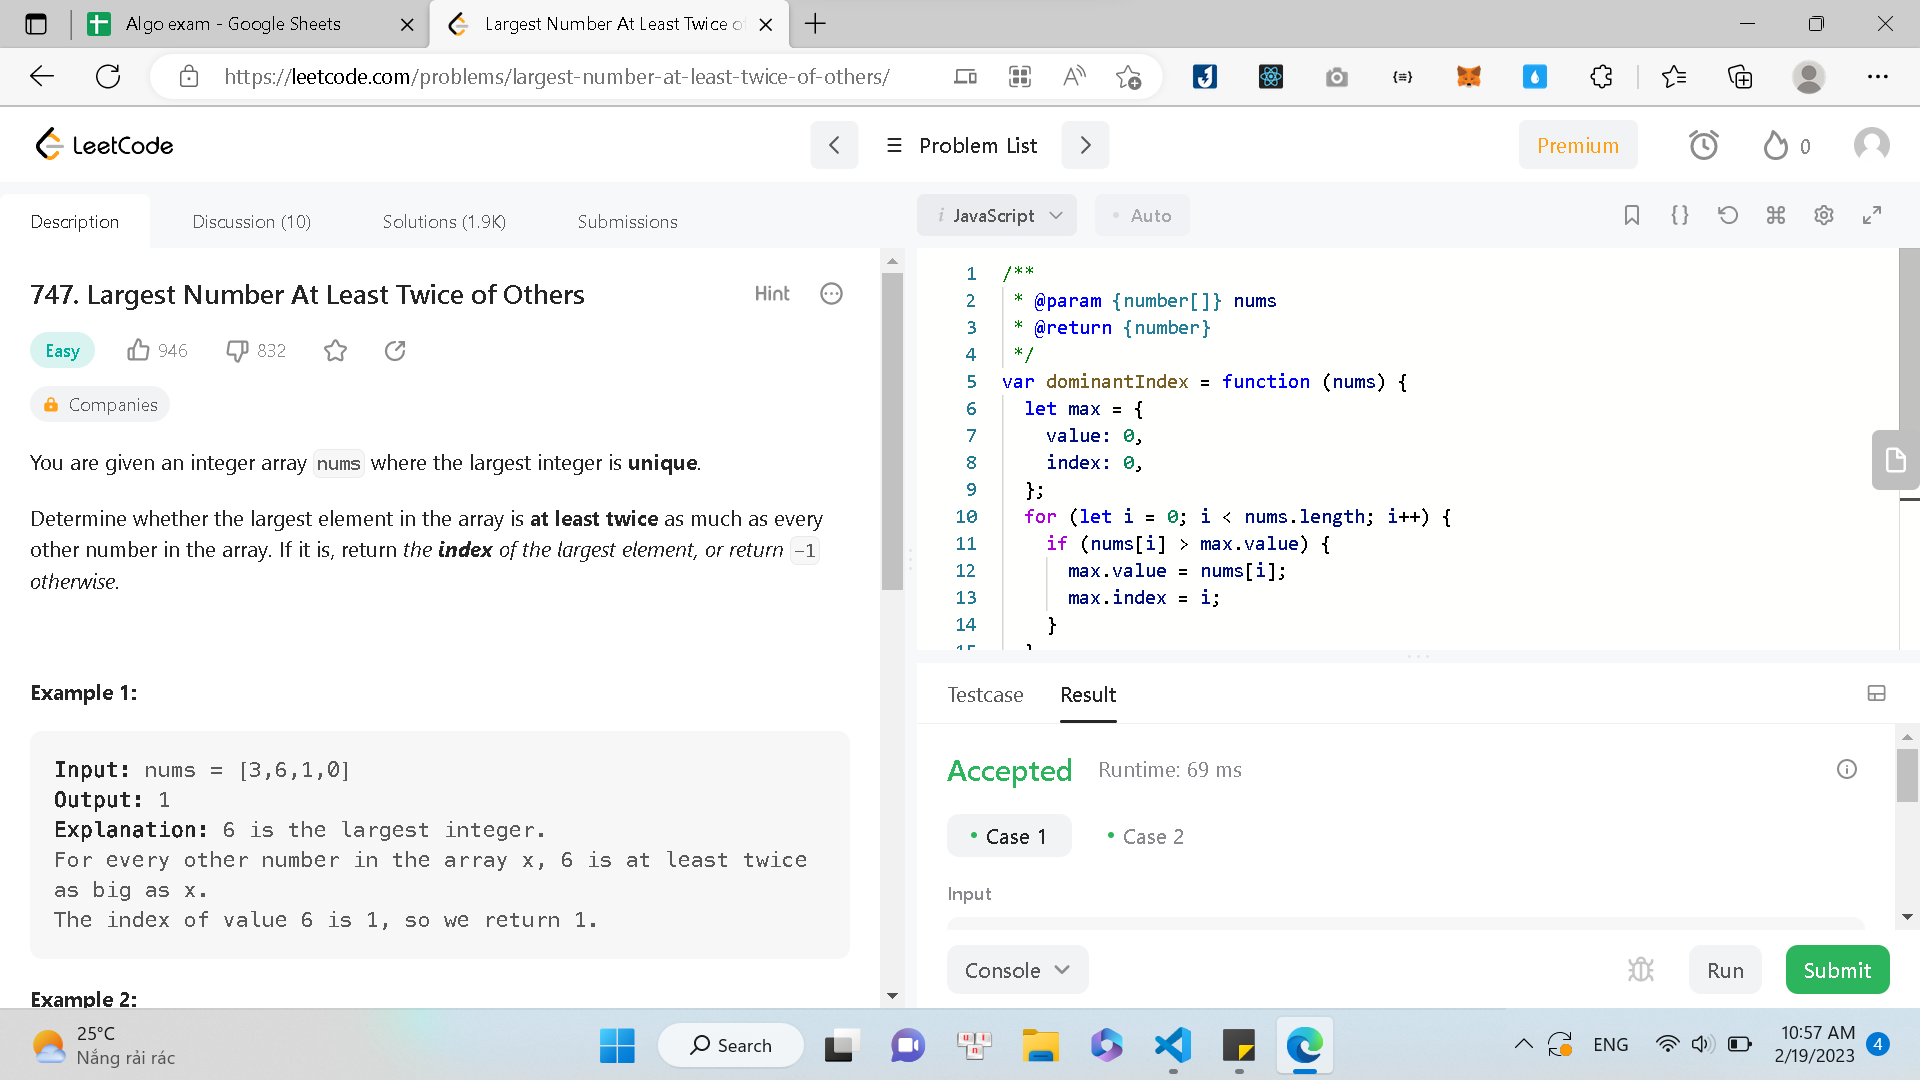 Algo exam - Google Sheets
Largest Number At Least Twice o
https://leetcode.com/problems/largest-number-at-least-twice-of-others/
LeetCode
Problem List
Premium
0
Description
Discussion (10)
Solutions (1.9K)
Submissions
i JavaScript
Auto
747. Largest Number At Least Twice of Others
Hint
Easy
946
832
Companies
You are given an integer array nums where the largest integer is unique.
Determine whether the largest element in the array is at least twice as much as every
other number in the array. If it is, return the index of the largest element, or return -1
otherwise.
Example 1:
Input: nums = [3,6,1,0]
Output: 1
Explanation: 6 is the largest integer.
For every other number in the array x, 6 is at least twice
as big as x.
The index of value 6 is 1, so we return 1.
Example 2:
1 /**
2 * @param {number[]} nums
3 * @return {number}
4 */
5 var dominantIndex = function (nums) {
6 let max = {
7 value: 0,
8 index: 0,
9 };
10 for (let i = 0; i < nums.length; i++) {
11 if (nums[i] > max.value) {
12 max.value = nums[i];
13 max.index = i;
14 }
Testcase
Result
Accepted
Runtime: 69 ms
Case 1
Case 2
Input
Console
Run
Submit
25°C
Nắng rải rác
Search
ENG
10:57 AM
2/19/2023
4